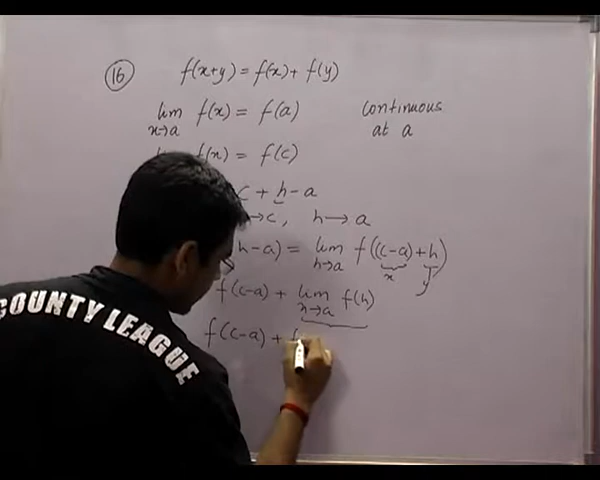 16 f(x+y) = f(x) + f(y)
lim x→a f(x) = f(a) continuous at a
f(x) = f(c)
c + h - a
→c, h → a
h-a) = lim h→a f((c-a)+h)
x y
f(c-a) + lim h→a f(h)
f(c-a) + f
COUNTY LEAGUE